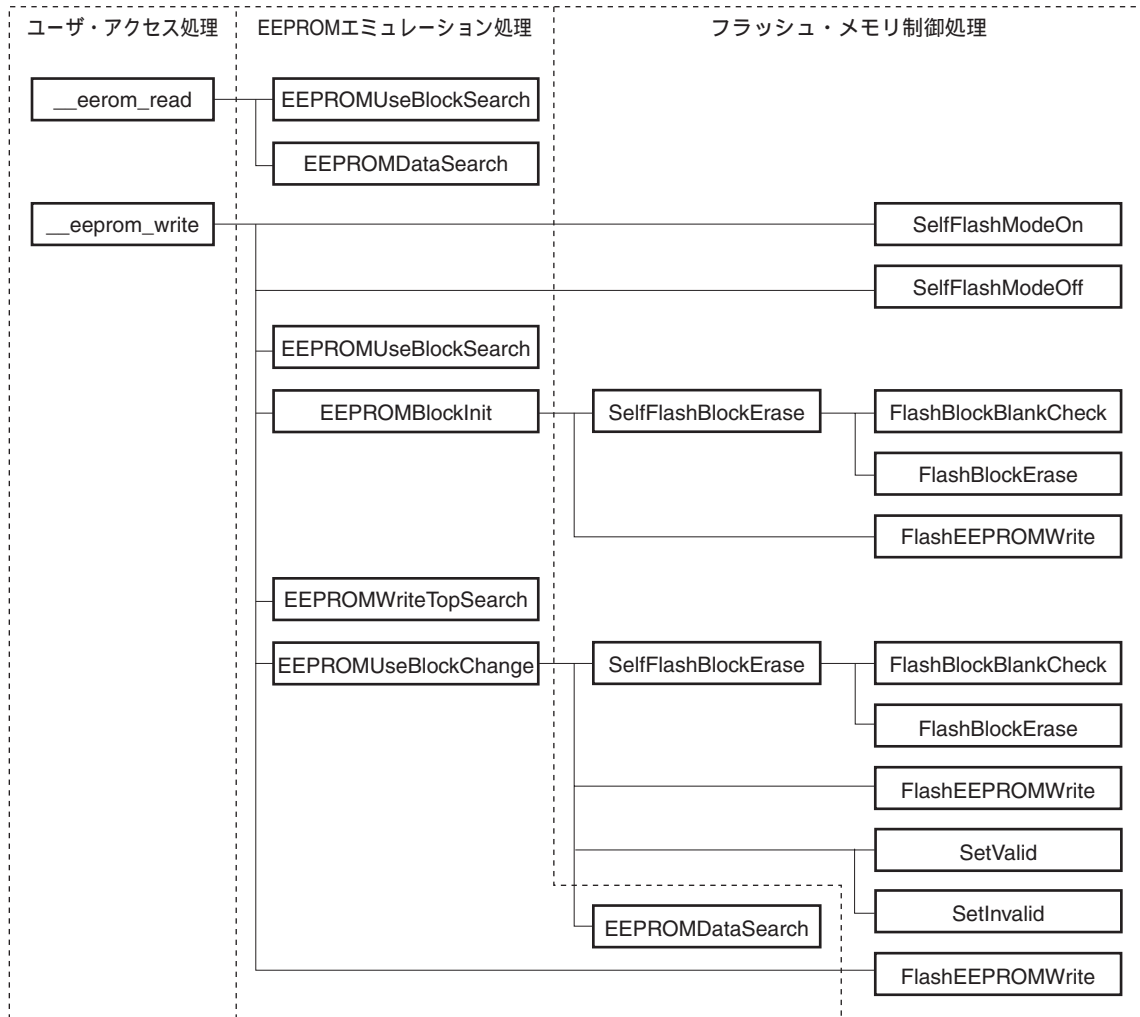 ユーザ・アクセス処理
EEPROMエミュレーション処理
フラッシュ・メモリ制御処理
__eerom_read
EEPROMUseBlockSearch
EEPROMDataSearch
__eeprom_write
SelfFlashModeOn
SelfFlashModeOff
EEPROMUseBlockSearch
EEPROMBlockInit
SelfFlashBlockErase
FlashBlockBlankCheck
FlashBlockErase
FlashEEPROMWrite
EEPROMWriteTopSearch
EEPROMUseBlockChange
SelfFlashBlockErase
FlashBlockBlankCheck
FlashBlockErase
FlashEEPROMWrite
SetValid
SetInvalid
EEPROMDataSearch
FlashEEPROMWrite